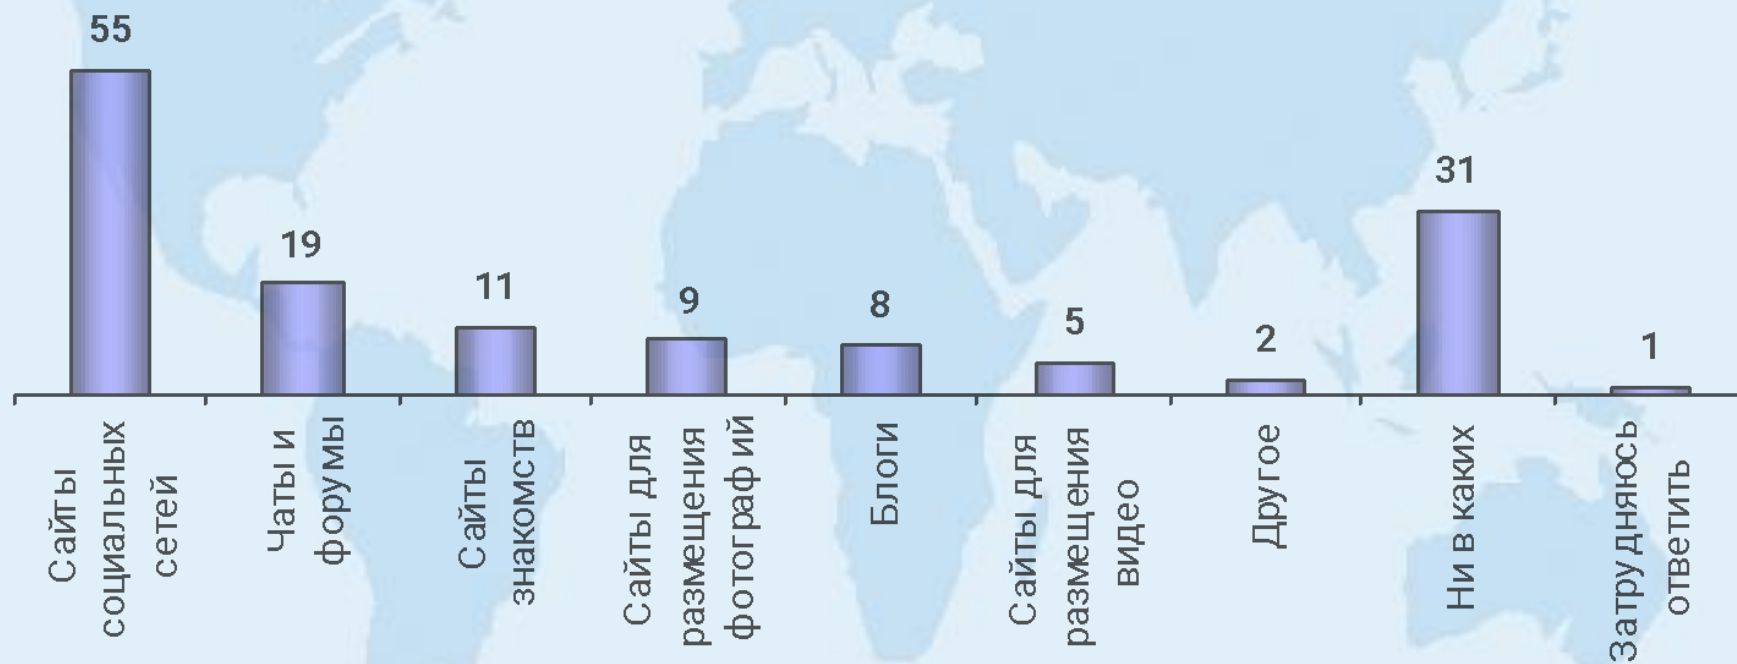 55
19
11
9
8
5
2
31
1
Сайты
социальных
сетей
Чаты и
форумы
Сайты
знакомств
Сайты для
размещения
фотографий
Блоги
Сайты для
размещения
видео
Другое
Ни в каких
Затрудняюсь
ответить